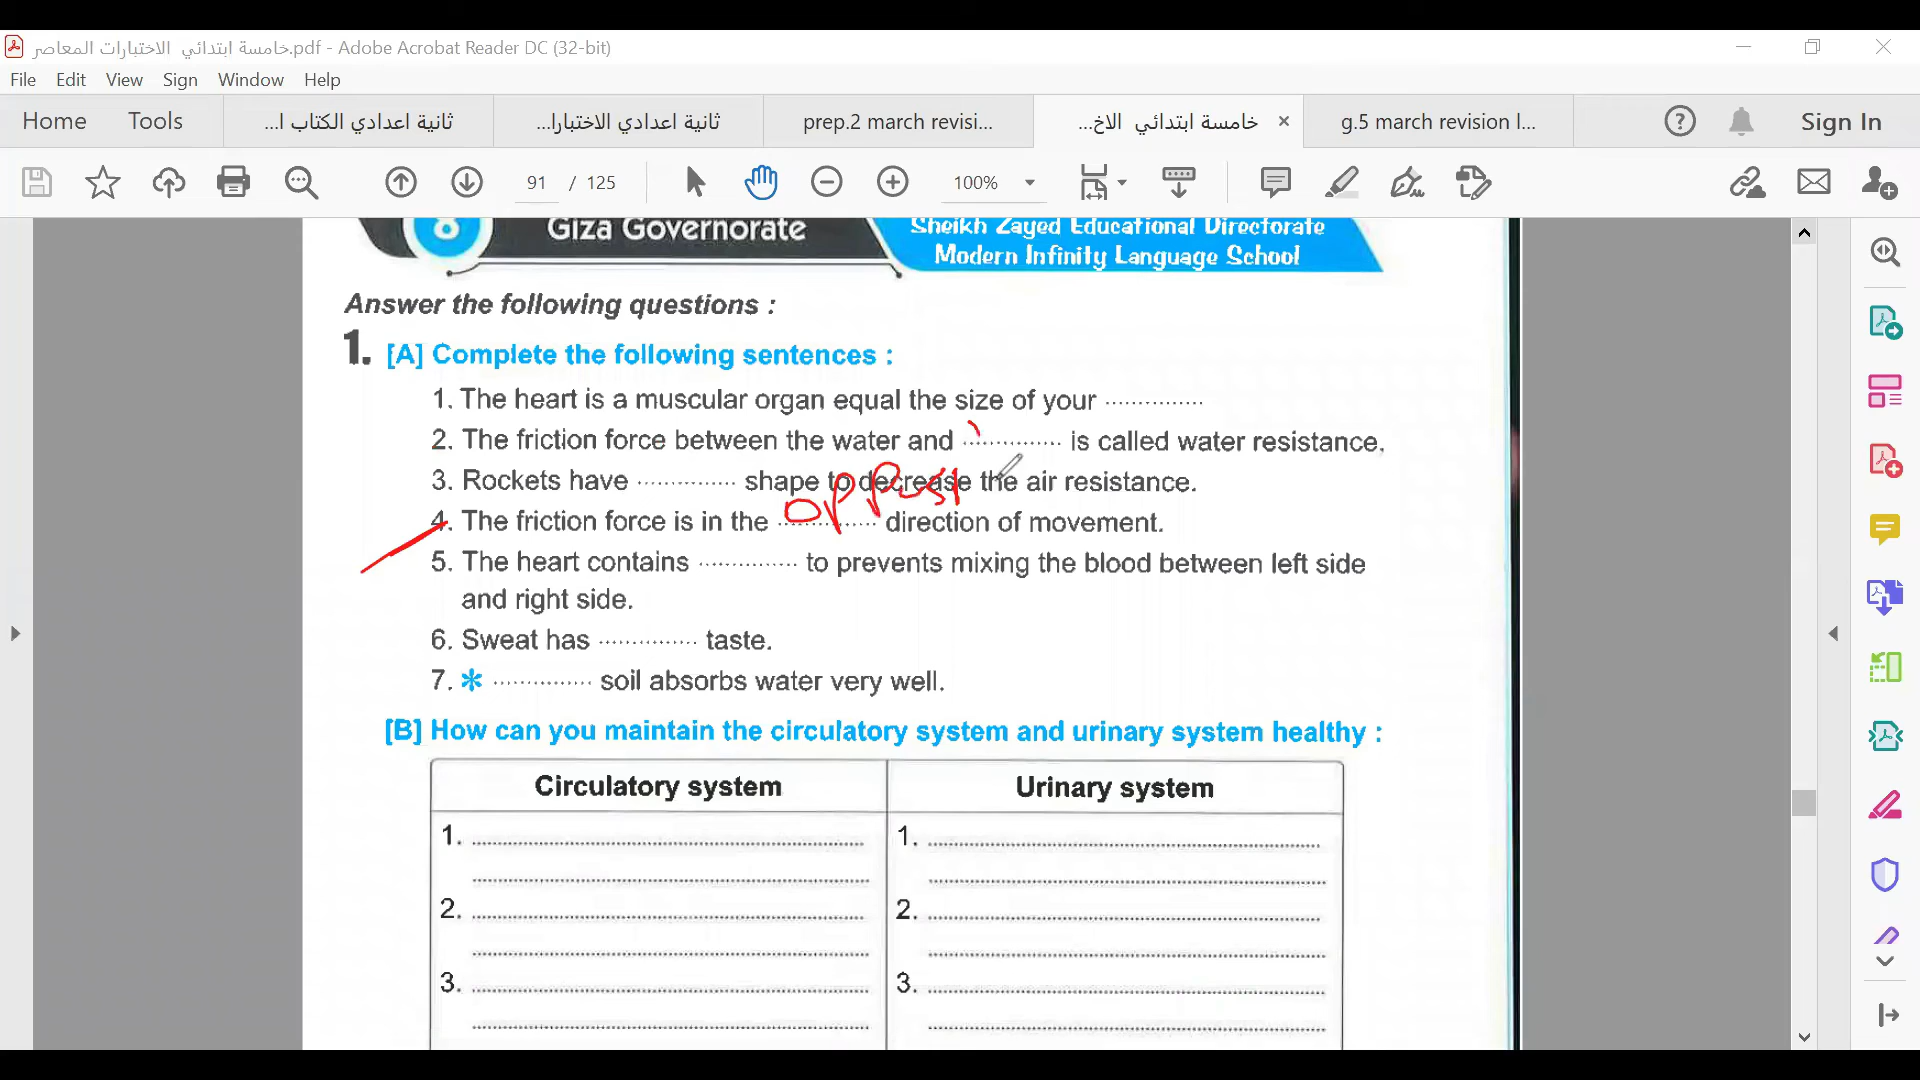 خامسة ابتدائي الاختبارات المعاصر.pdf - Adobe Acrobat Reader DC (32-bit)
File Edit View Sign Window Help
Home Tools ثانية اعدادي الكتاب ا... ثانية اعدادي الاختبارا... prep.2 march revisi... خامسة ابتدائي الاخ... × g.5 march revision l... Sign In
91 / 125 100%
8 Giza Governorate Sheikh Zayed Educational Directorate
Modern Infinity Language School
Answer the following questions :
1. [A] Complete the following sentences :
1. The heart is a muscular organ equal the size of your ..............
2. The friction force between the water and .............. is called water resistance.
3. Rockets have .............. shape to decrease the air resistance.
4. The friction force is in the .............. direction of movement.
5. The heart contains .............. to prevents mixing the blood between left side
and right side.
6. Sweat has .............. taste.
7. * .............. soil absorbs water very well.
[B] How can you maintain the circulatory system and urinary system healthy :
Circulatory system Urinary system
1. 1.
2. 2.
3. 3.